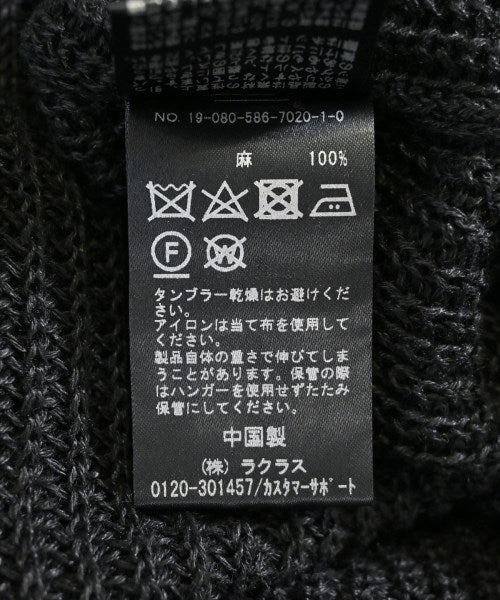 NO. 19-080-586-7020-1-0
麻 100%
F W
タンブラー乾燥はお避けくだ
さい。
アイロンは当て布を使用して
ください。
製品自体の重さで伸びてしま
うことがあります。保管の際
はハンガーを使用せずたたみ
保管にしてください。
中国製
(株) ラクラス
0120-301457/カスタマーサポート